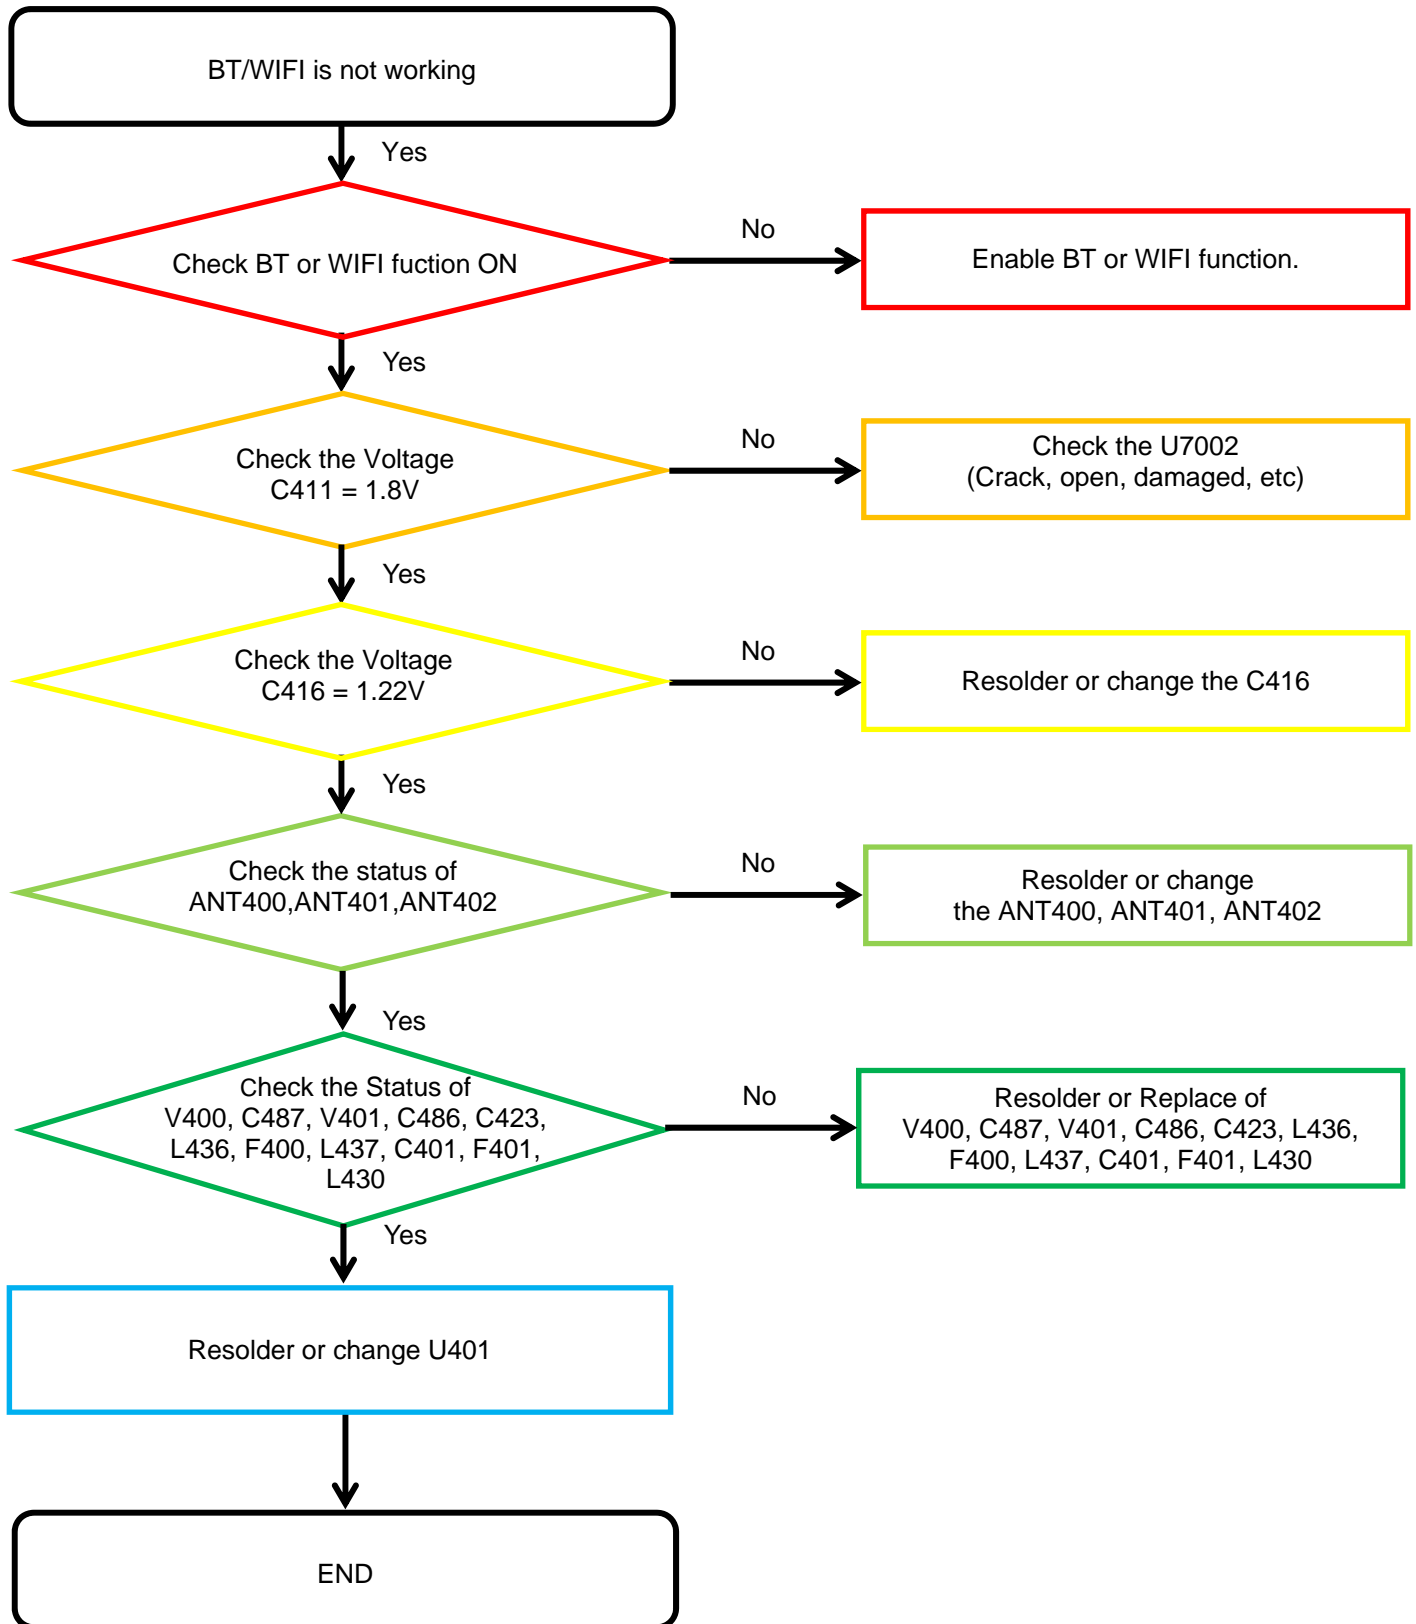 BT/WIFI is not working
Yes
Check BT or WIFI fuction ON
No
Enable BT or WIFI function.
Yes
Check the Voltage
C411 = 1.8V
No
Check the U7002
(Crack, open, damaged, etc)
Yes
Check the Voltage
C416 = 1.22V
No
Resolder or change the C416
Yes
Check the status of
ANT400,ANT401,ANT402
No
Resolder or change
the ANT400, ANT401, ANT402
Yes
Check the Status of
V400, C487, V401, C486, C423,
L436, F400, L437, C401, F401,
L430
No
Resolder or Replace of
V400, C487, V401, C486, C423, L436,
F400, L437, C401, F401, L430
Yes
Resolder or change U401
END